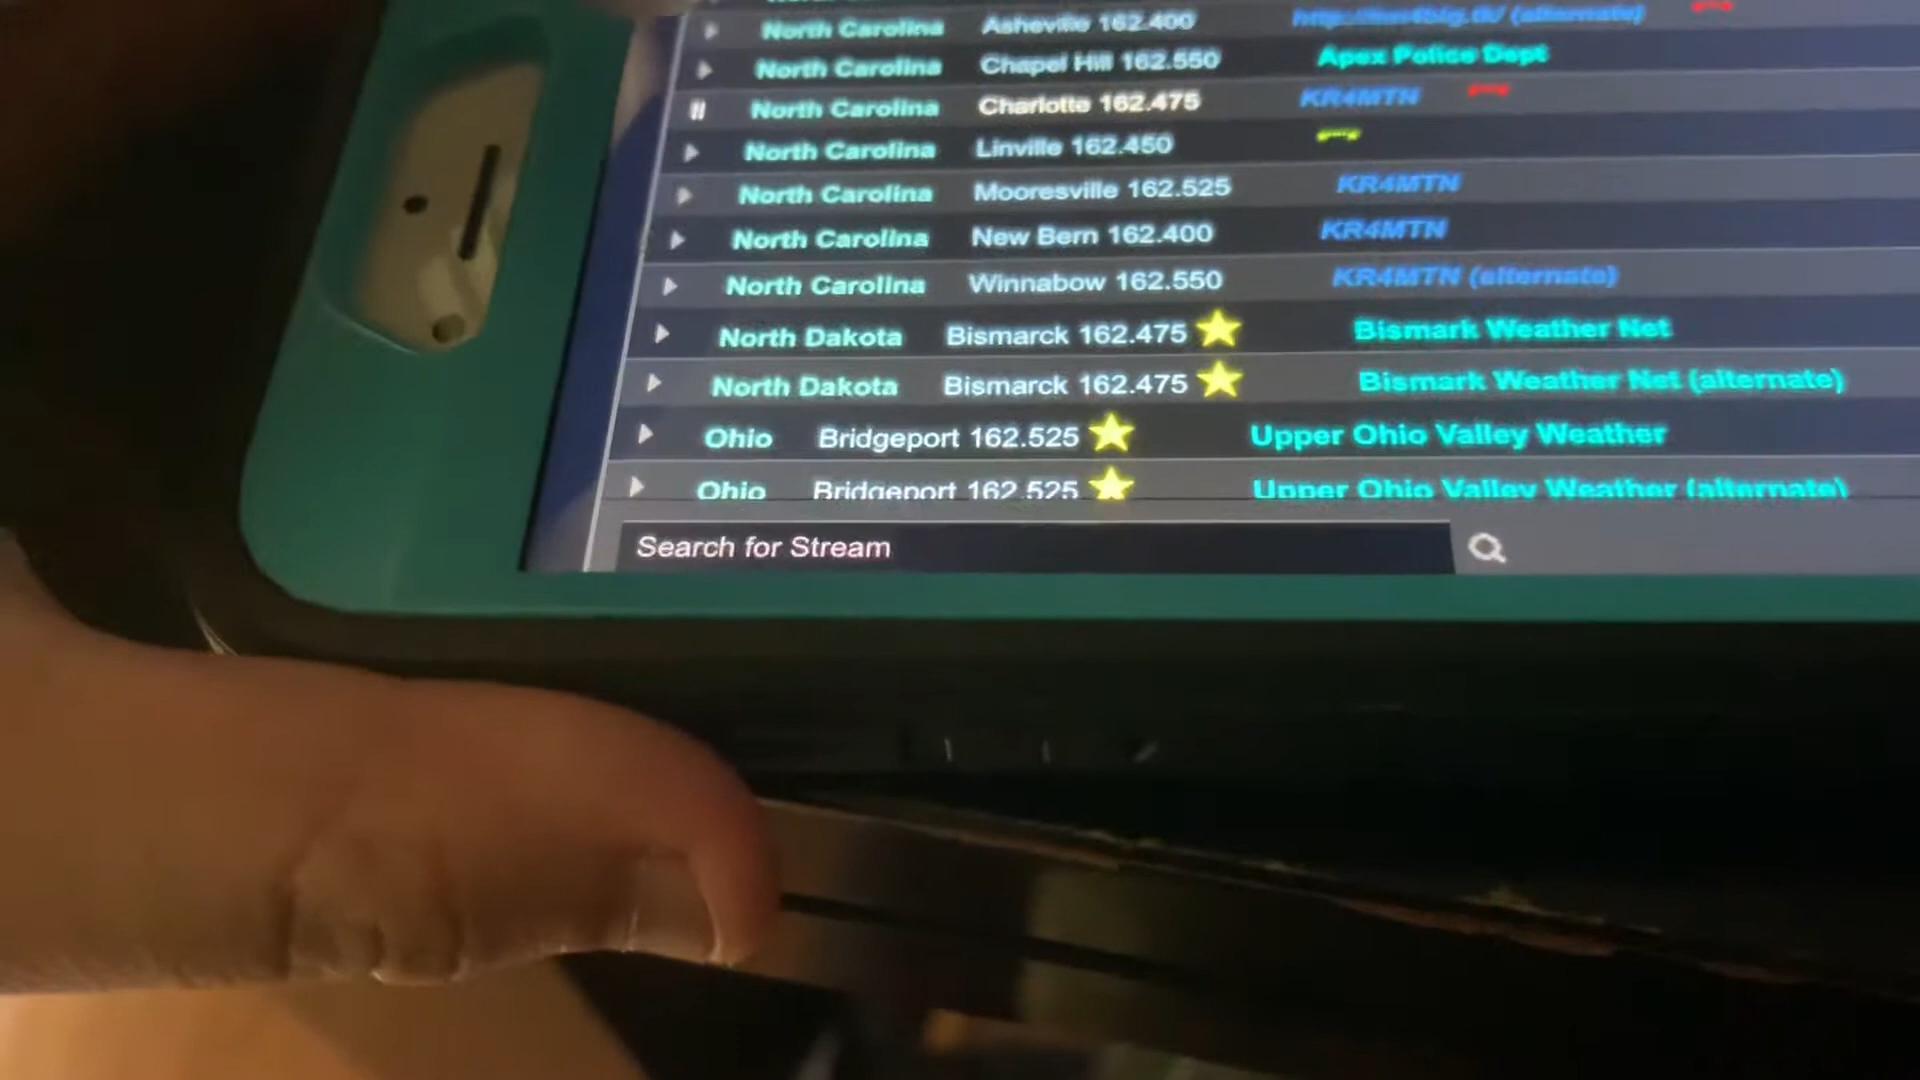 North Carolina Asheville 162.400 (alternate)
North Carolina Chapel Hill 162.550 Apex Police Dept
North Carolina Charlotte 162.475 KR4MTN
North Carolina Linville 162.450
North Carolina Mooresville 162.525 KR4MTN
North Carolina New Bern 162.400 KR4MTN
North Carolina Winnabow 162.550 KR4MTN (alternate)
North Dakota Bismarck 162.475 Bismark Weather Net
North Dakota Bismarck 162.475 Bismark Weather Net (alternate)
Ohio Bridgeport 162.525 Upper Ohio Valley Weather
Ohio Bridgeport 162.525 Upper Ohio Valley Weather (alternate)
Search for Stream